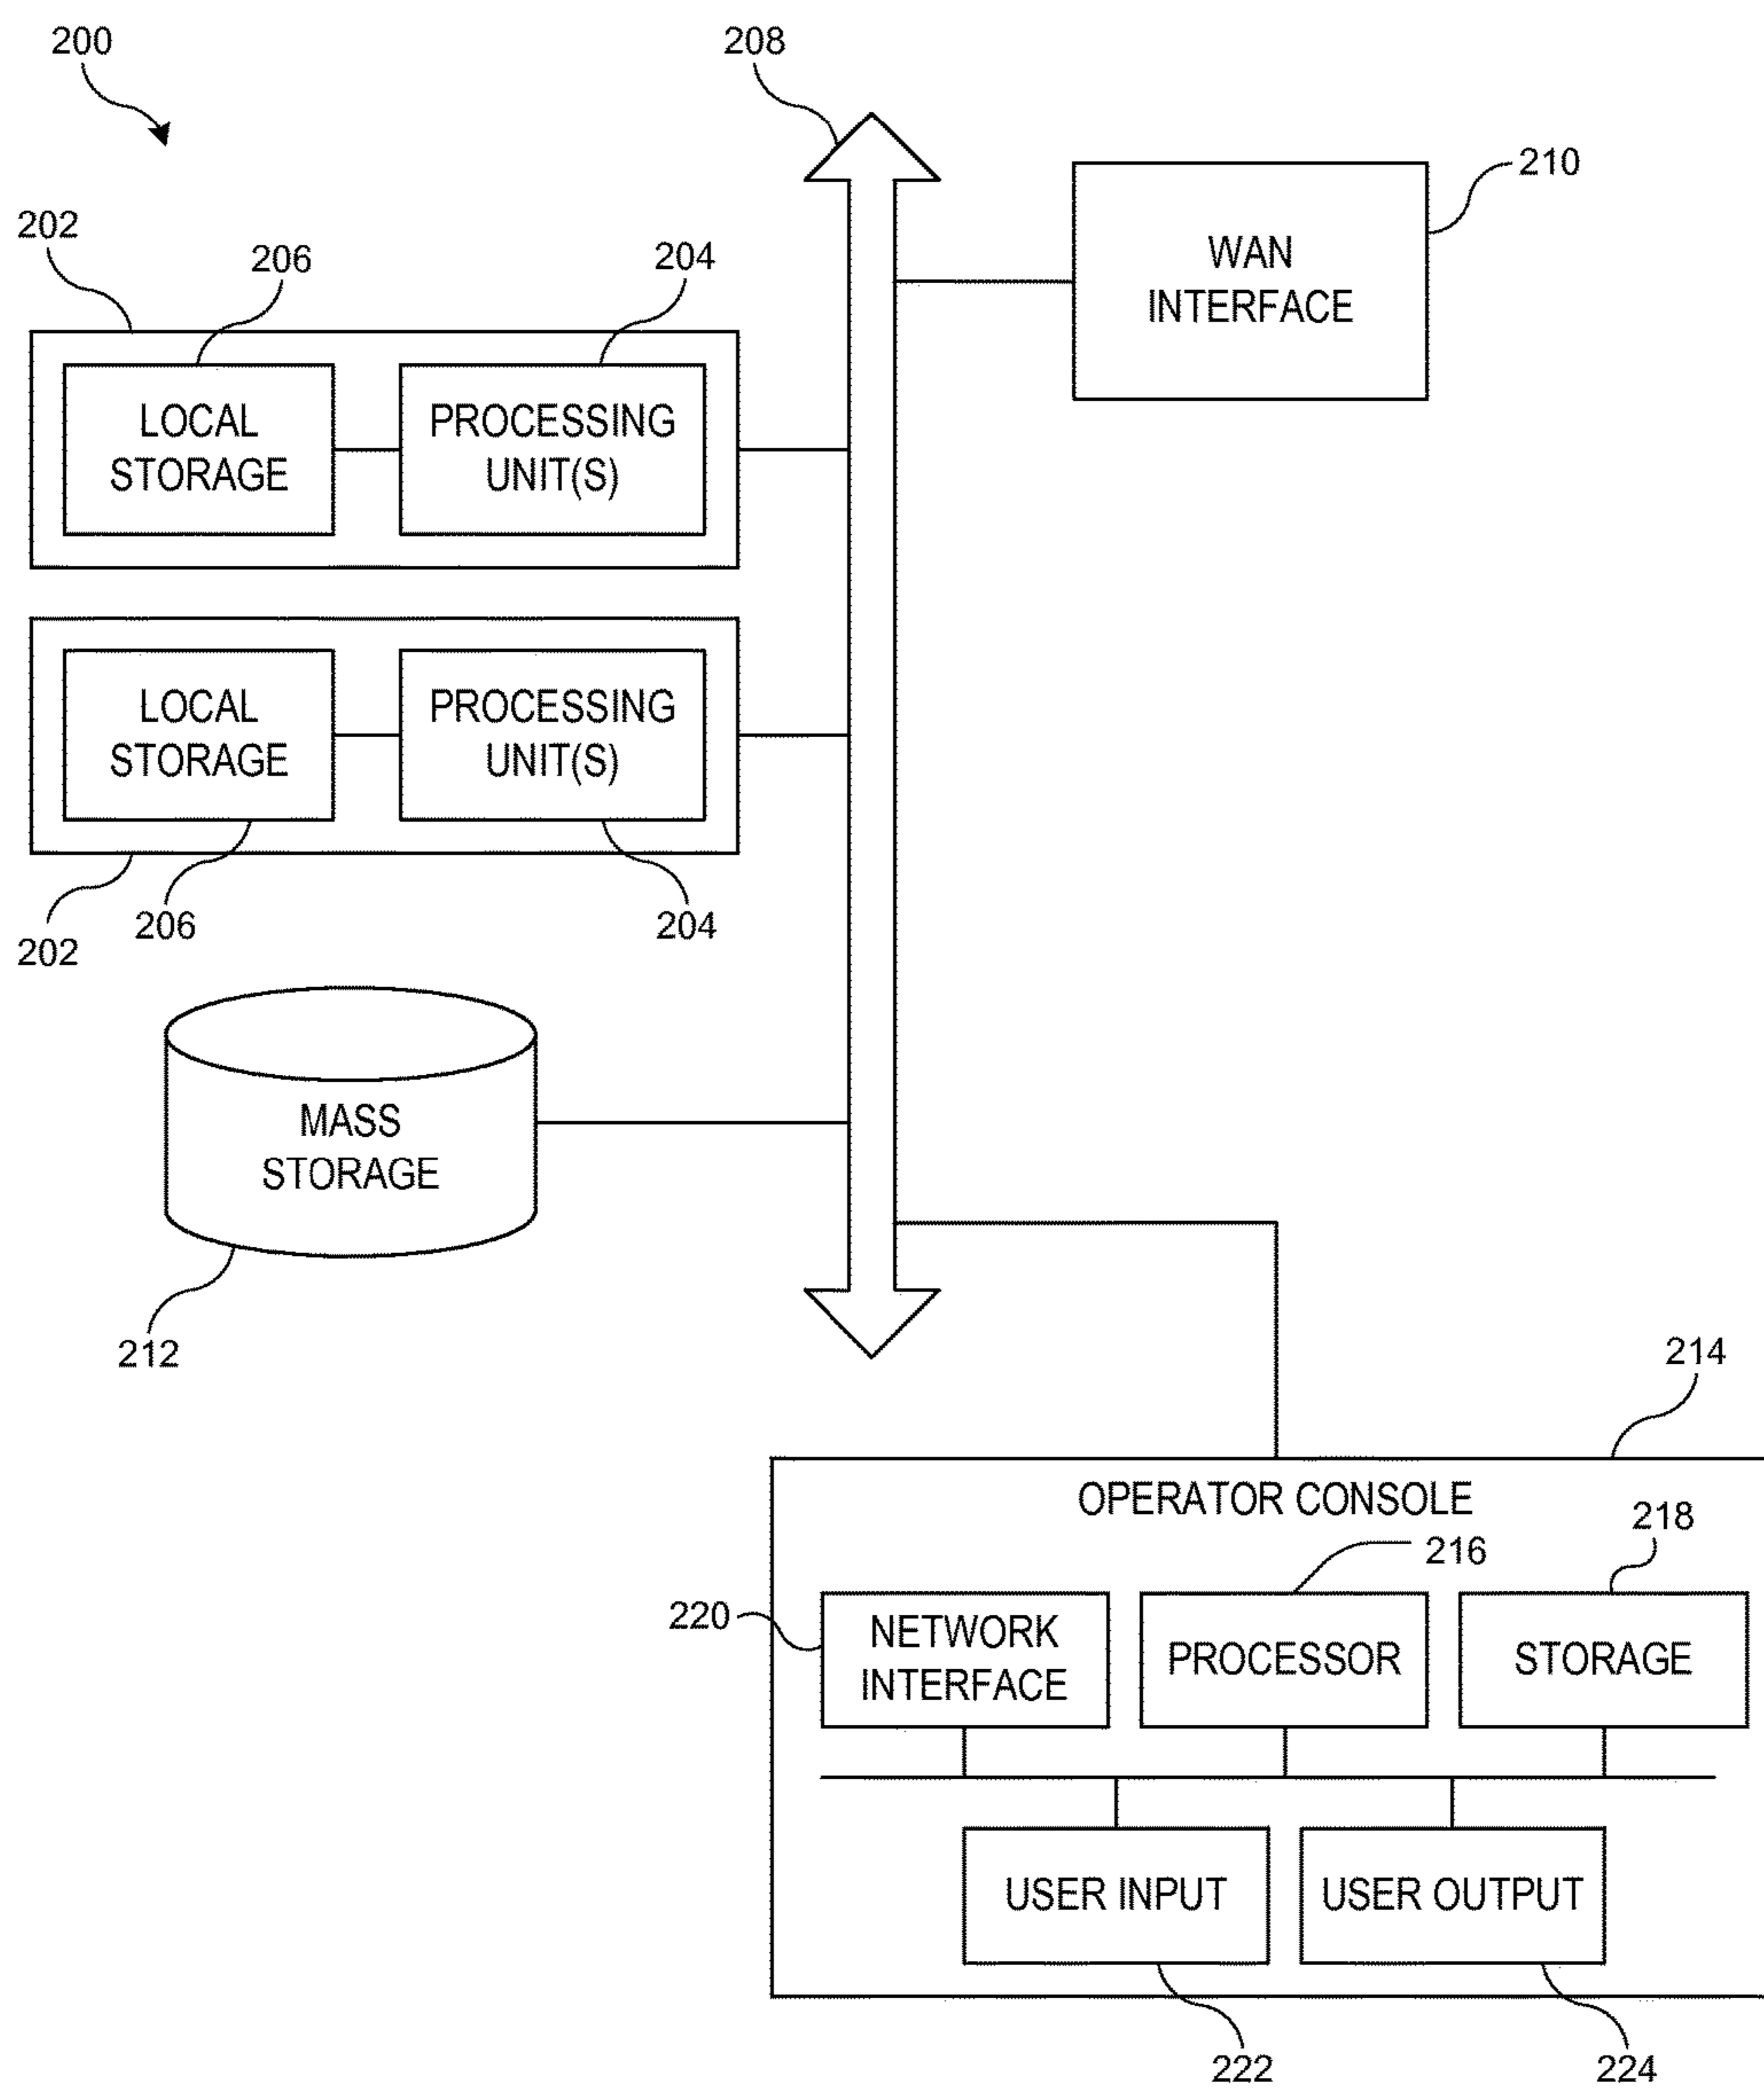 200
208
210
WAN
INTERFACE
202
206
204
LOCAL
STORAGE
PROCESSING
UNIT(S)
LOCAL
STORAGE
PROCESSING
UNIT(S)
206
204
202
MASS
STORAGE
212
214
OPERATOR CONSOLE
218
216
220
NETWORK
INTERFACE
PROCESSOR
STORAGE
USER INPUT
USER OUTPUT
222
224